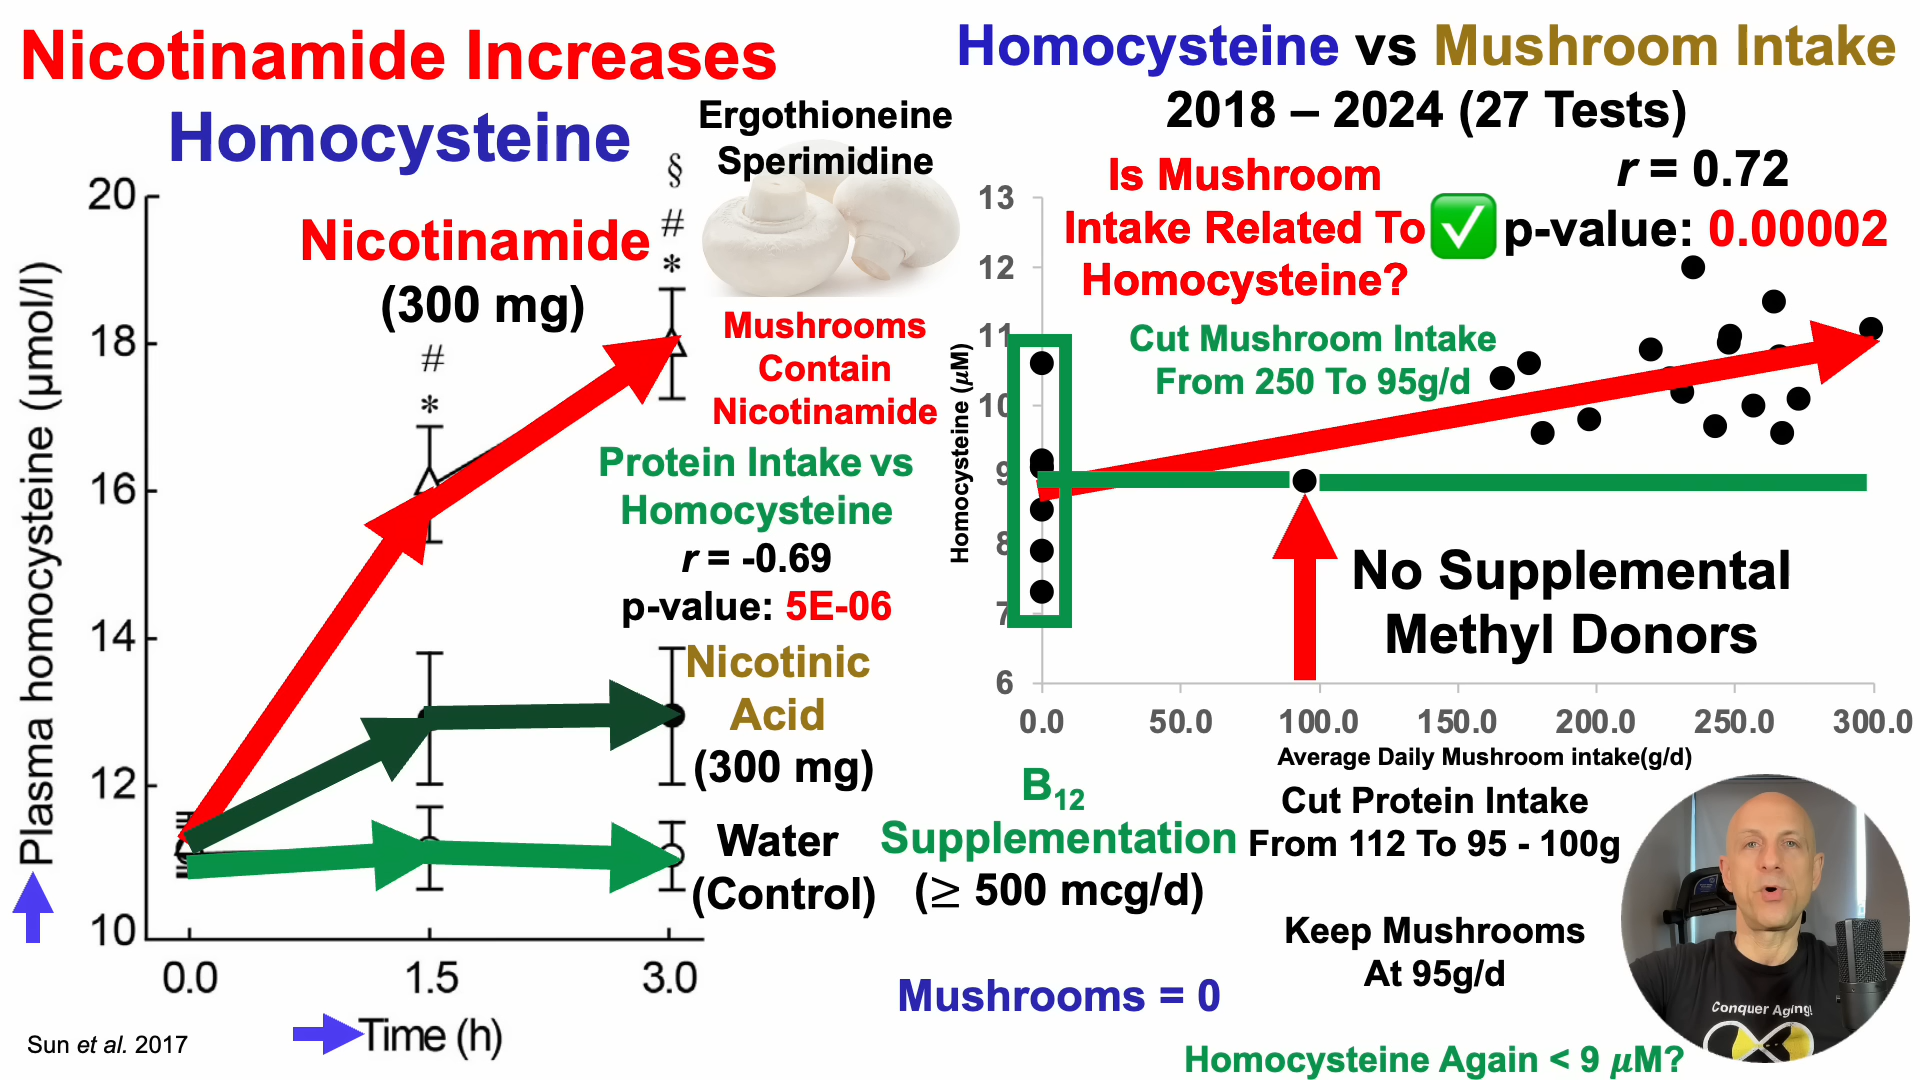 Nicotinamide Increases
Homocysteine
Ergothioneine
Sperimidine
Nicotinamide
(300 mg)
§
#
*
#
*
Mushrooms
Contain
Nicotinamide
Protein Intake vs
Homocysteine
r = -0.69
p-value: 5E-06
Nicotinic
Acid
(300 mg)
Water
(Control)
Plasma homocysteine (μmol/l)
20
18
16
14
12
10
0.0 1.5 3.0
Time (h)
Sun et al. 2017
Homocysteine vs Mushroom Intake
2018 – 2024 (27 Tests)
Is Mushroom
Intake Related To
Homocysteine?
✅
r = 0.72
p-value: 0.00002
Cut Mushroom Intake
From 250 To 95g/d
Homocysteine (μM)
13
12
11
10
9
8
7
6
No Supplemental
Methyl Donors
0.0 50.0 100.0 150.0 200.0 250.0 300.0
Average Daily Mushroom intake(g/d)
B12
Supplementation
(≥ 500 mcg/d)
Mushrooms = 0
Cut Protein Intake
From 112 To 95 - 100g
Keep Mushrooms
At 95g/d
Homocysteine Again < 9 μM?
Conquer Aging!